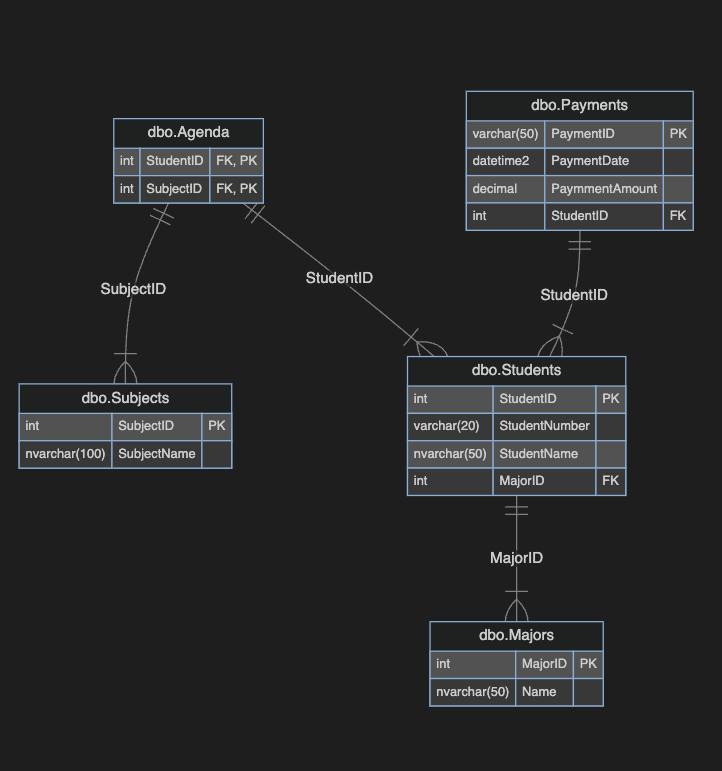 dbo.Agenda
int StudentID FK, PK
int SubjectID FK, PK
dbo.Payments
varchar(50) PaymentID PK
datetime2 PaymentDate
decimal PaymmentAmount
int StudentID FK
SubjectID
StudentID
StudentID
dbo.Subjects
int SubjectID PK
nvarchar(100) SubjectName
dbo.Students
int StudentID PK
varchar(20) StudentNumber
nvarchar(50) StudentName
int MajorID FK
MajorID
dbo.Majors
int MajorID PK
nvarchar(50) Name